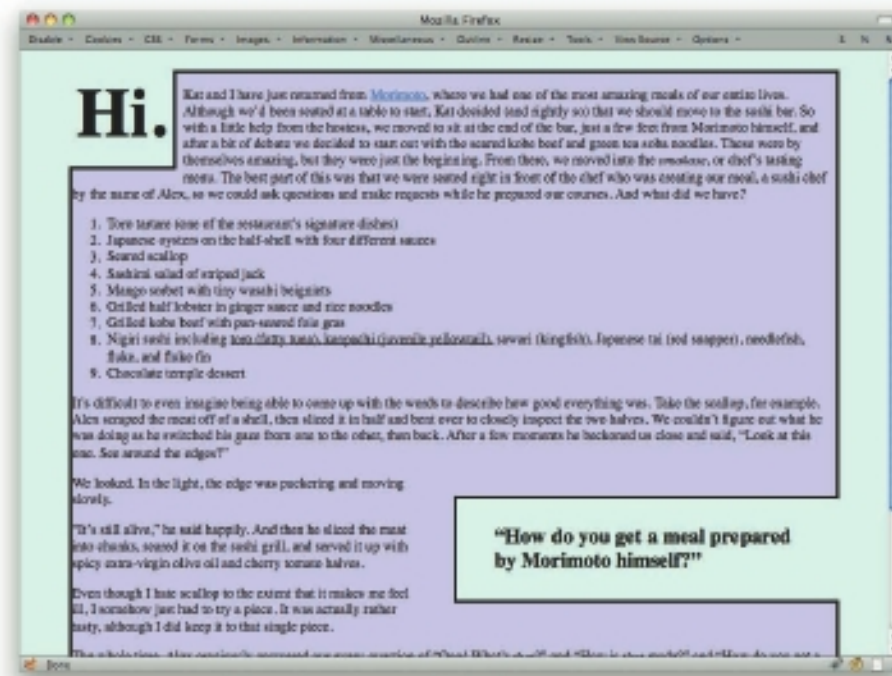 Mozilla Firefox
Disable Cookies CSS Forms Images Information Miscellaneous Outline Resize Tools View Source Options
Hi.
Kat and I have just returned from Morimoto, where we had one of the most amazing meals of our entire lives.
Although we'd been seated at a table to start, Kat decided (and rightly so) that we should move to the sushi bar. So
with a little help from the hostess, we moved to sit at the end of the bar, just a few feet from Morimoto himself, and
after a bit of debate we decided to start out with the seared kobe beef and green tea soba noodles. These were by
themselves amazing, but they were just the beginning. From there, we moved into the omakase, or chef's tasting
menu. The best part of this was that we were seated right in front of the chef who was creating our meal, a sushi chef
by the name of Alex, so we could ask questions and make requests while he prepared our courses. And what did we have?
1. Toro tartare (one of the restaurant's signature dishes)
2. Japanese oysters on the half-shell with four different sauces
3. Seared scallop
4. Sashimi salad of striped jack
5. Mango sorbet with tiny wasabi beignets
6. Grilled half lobster in ginger sauce and rice noodles
7. Grilled kobe beef with pan-seared foie gras
8. Nigiri sushi including toro (fatty tuna), kanpachi (juvenile yellowtail), sawari (kingfish), Japanese tai (red snapper), needlefish,
fluke, and fluke fin
9. Chocolate temple dessert
It's difficult to even imagine being able to come up with the words to describe how good everything was. Take the scallop, for example.
Alex scraped the meat off of a shell, then sliced it in half and bent over to closely inspect the two halves. We couldn't figure out what he
was doing as he switched his gaze from one to the other, then back. After a few moments he beckoned us close and said, "Look at this
one. See around the edges?"
We looked. In the light, the edge was puckering and moving
slowly.
"It's still alive," he said happily. And then he sliced the meat
into chunks, seared it on the sushi grill, and served it up with
spicy extra-virgin olive oil and cherry tomato halves.
"How do you get a meal prepared
by Morimoto himself?"
Even though I hate scallop to the extent that it makes me feel
ill, I somehow just had to try a piece. It was actually rather
tasty, although I did keep it to that single piece.
The whole time, Alex
Done